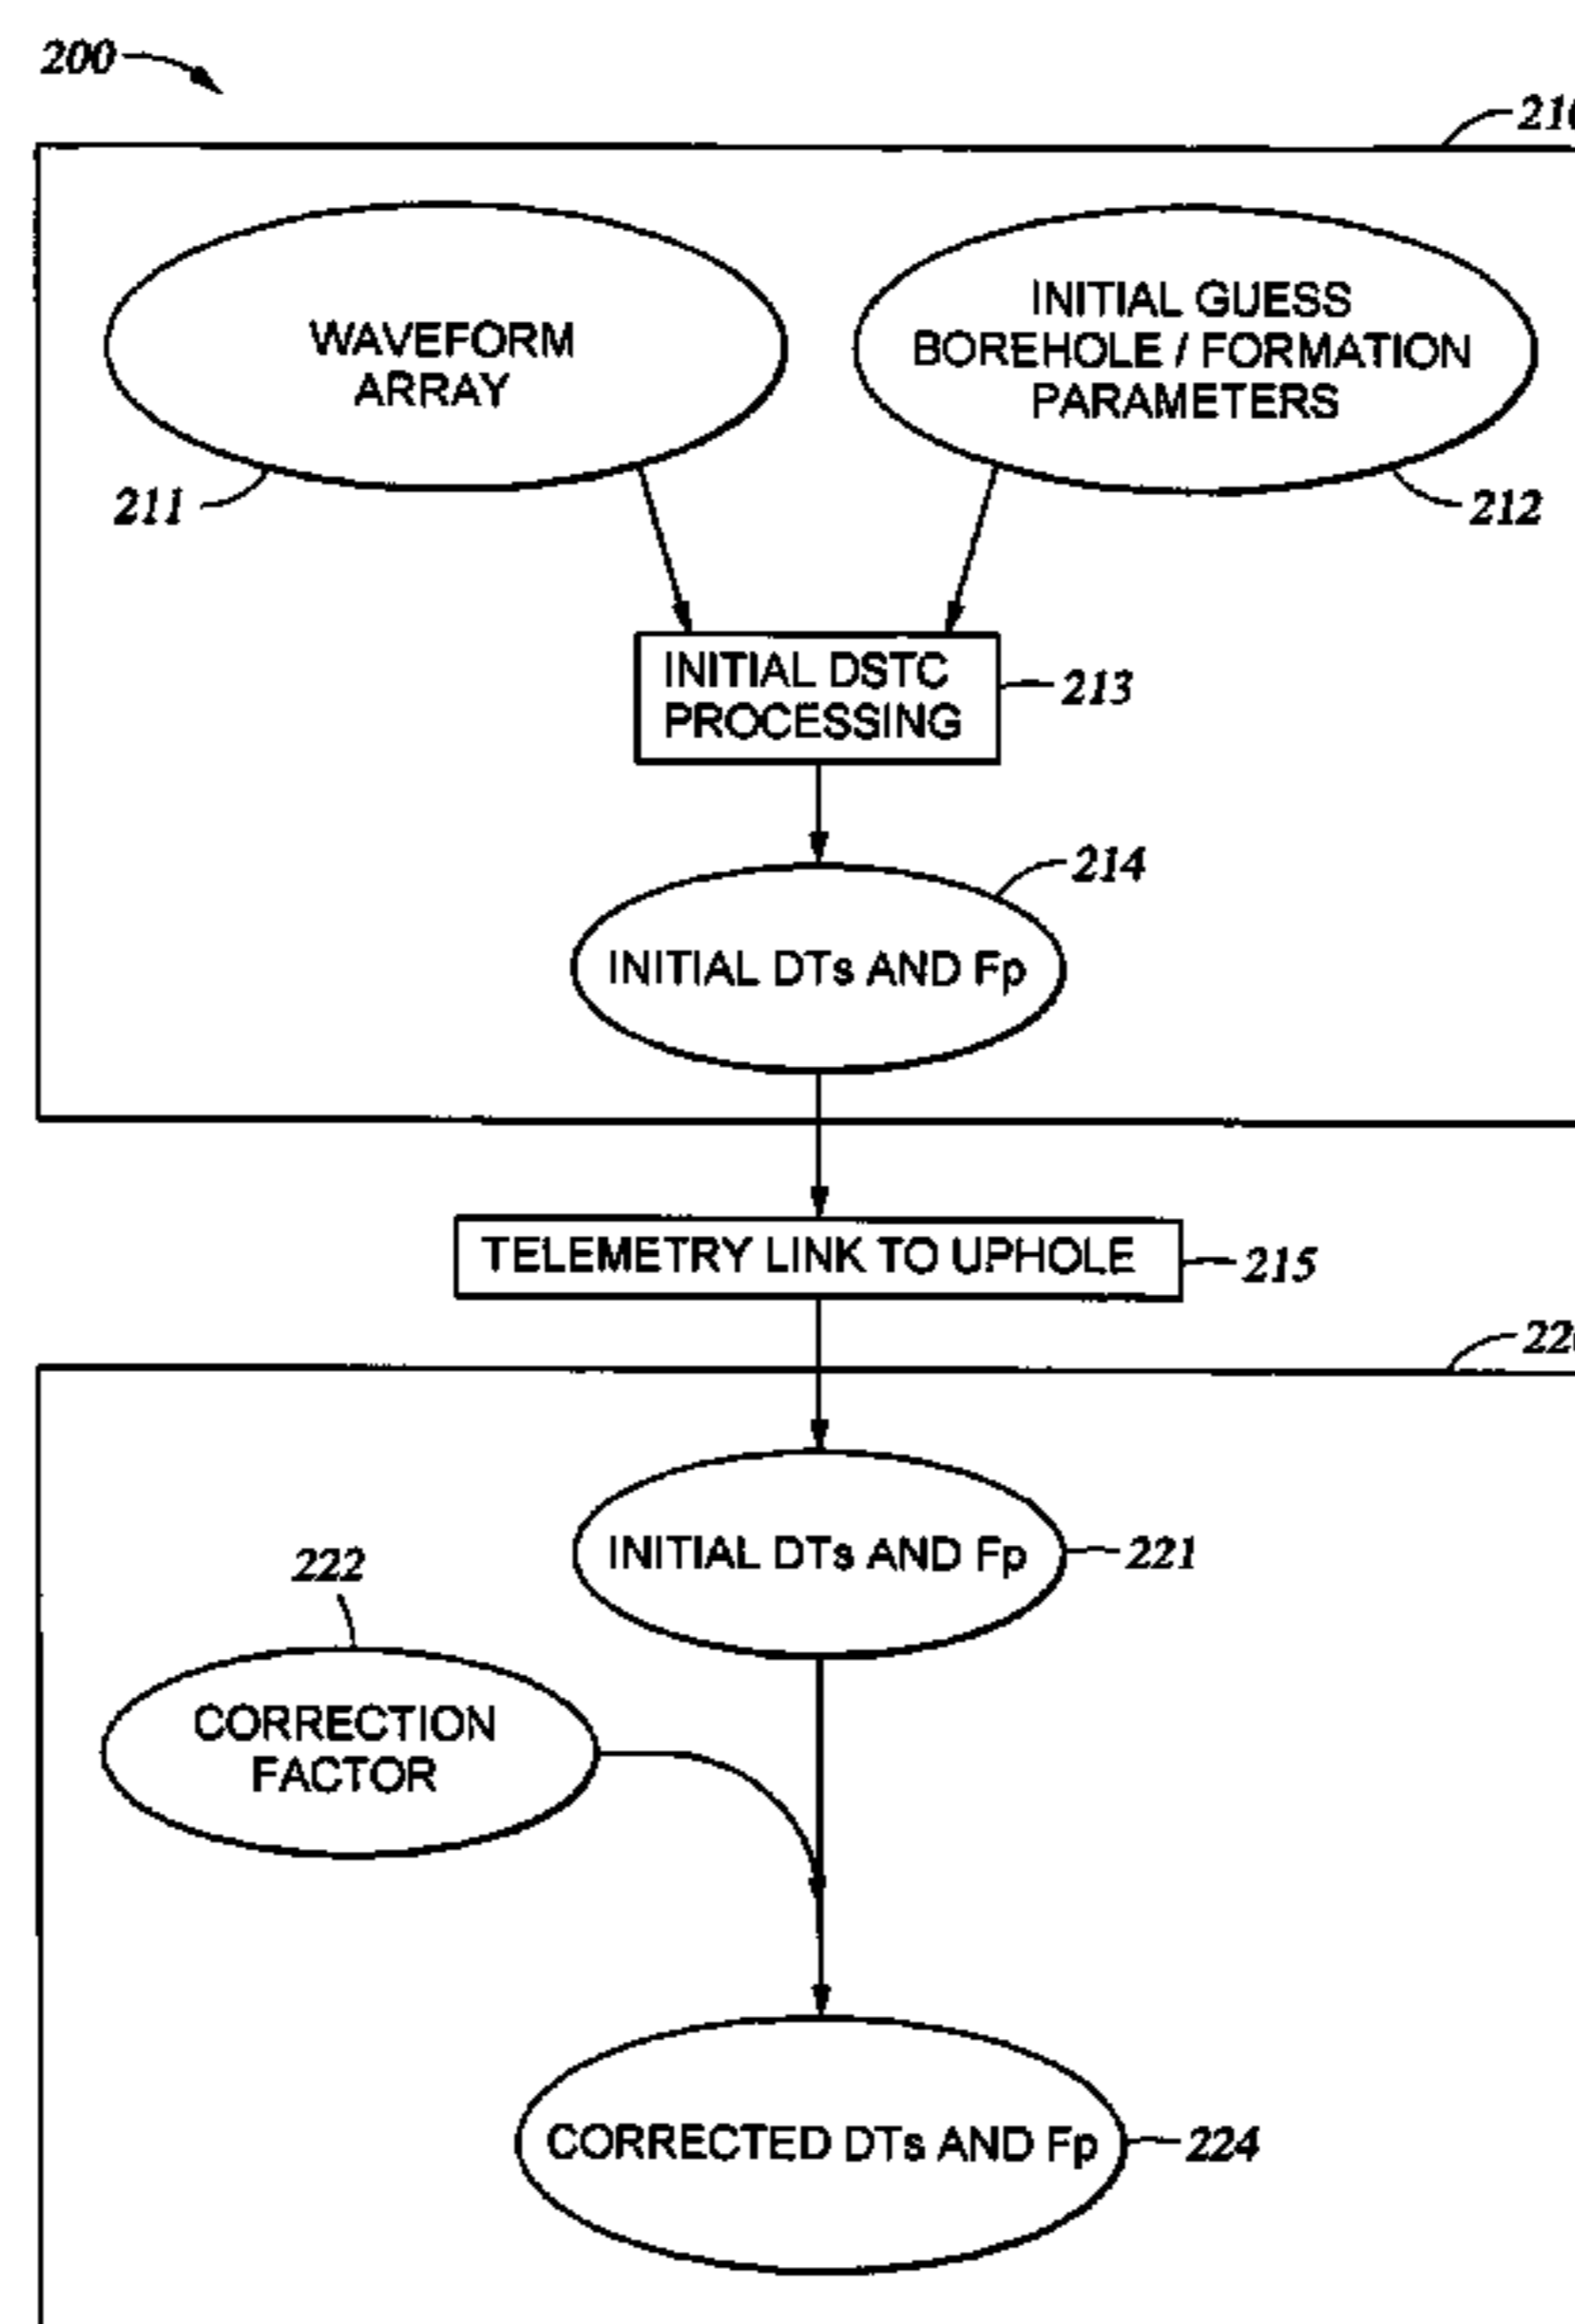 200
210
WAVEFORM
ARRAY
INITIAL GUESS
BOREHOLE / FORMATION
PARAMETERS
211
212
INITIAL DSTC
PROCESSING
213
214
INITIAL DTs AND Fp
TELEMETRY LINK TO UPHOLE
215
220
INITIAL DTs AND Fp
221
222
CORRECTION
FACTOR
CORRECTED DTs AND Fp
224